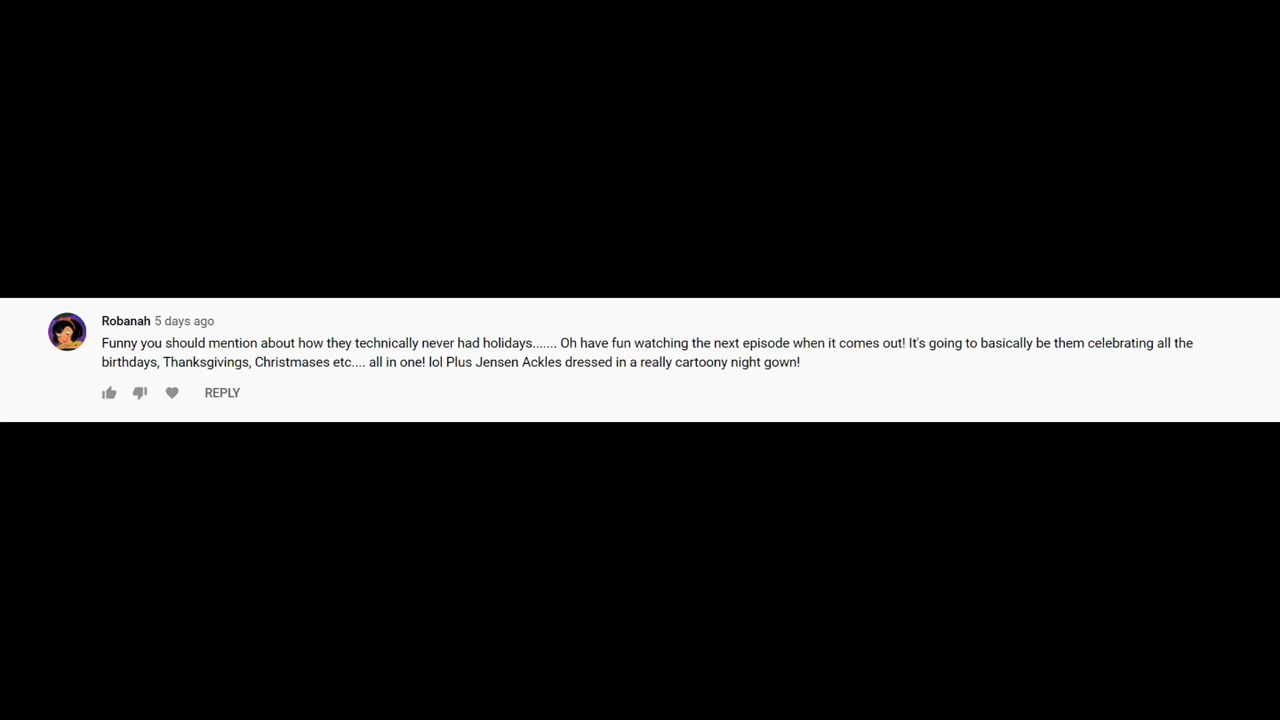 Robanah 5 days ago
Funny you should mention about how they technically never had holidays....... Oh have fun watching the next episode when it comes out! It's going to basically be them celebrating all the
birthdays, Thanksgivings, Christmases etc.... all in one! lol Plus Jensen Ackles dressed in a really cartoony night gown!
REPLY